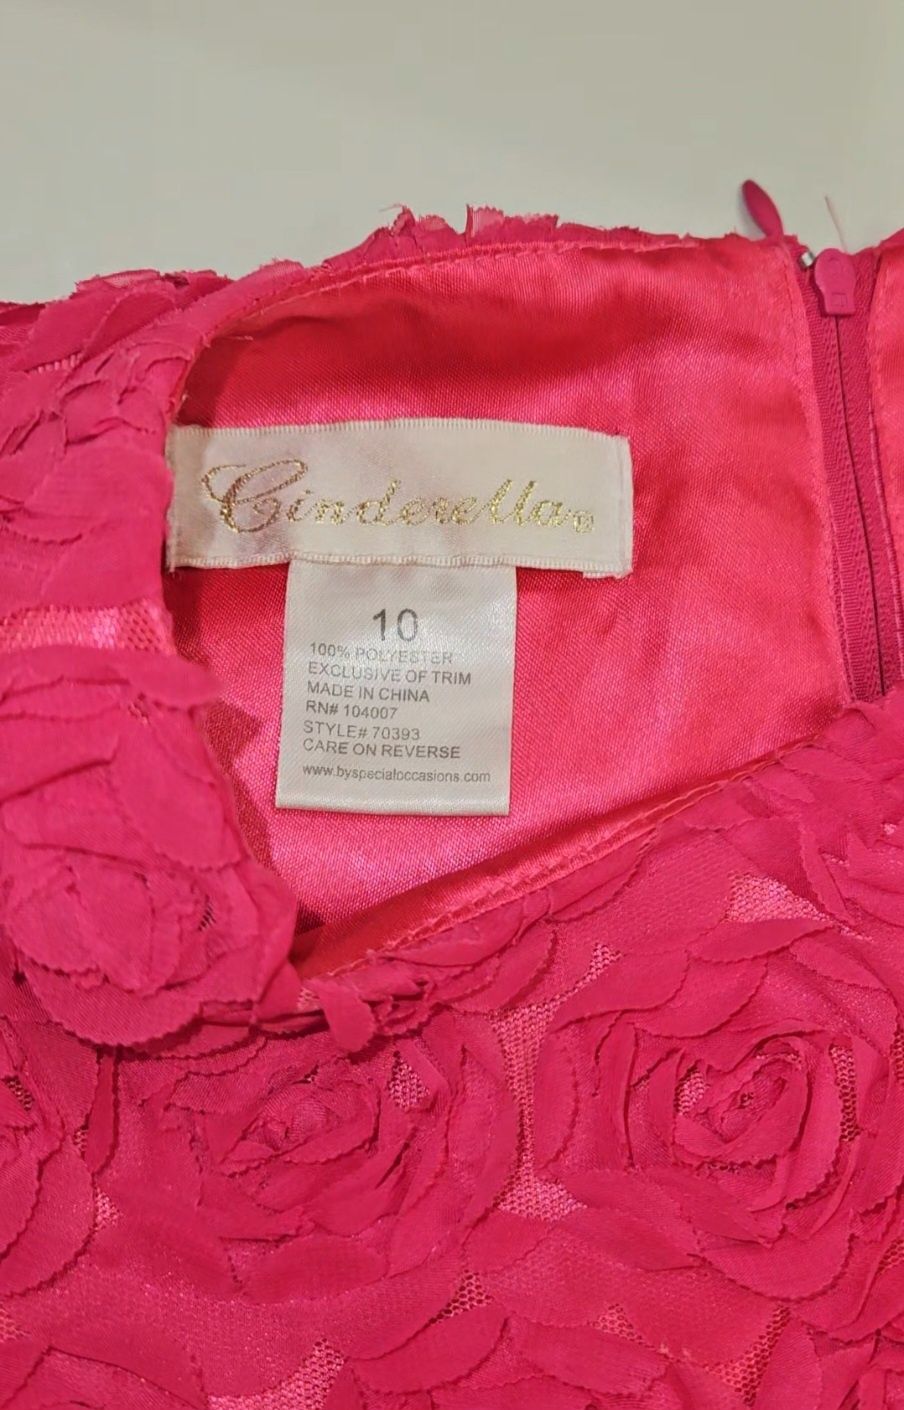 Cinderella®
10
100% POLYESTER
EXCLUSIVE OF TRIM
MADE IN CHINA
RN# 104007
STYLE# 70393
CARE ON REVERSE
www.byspecialoccasions.com